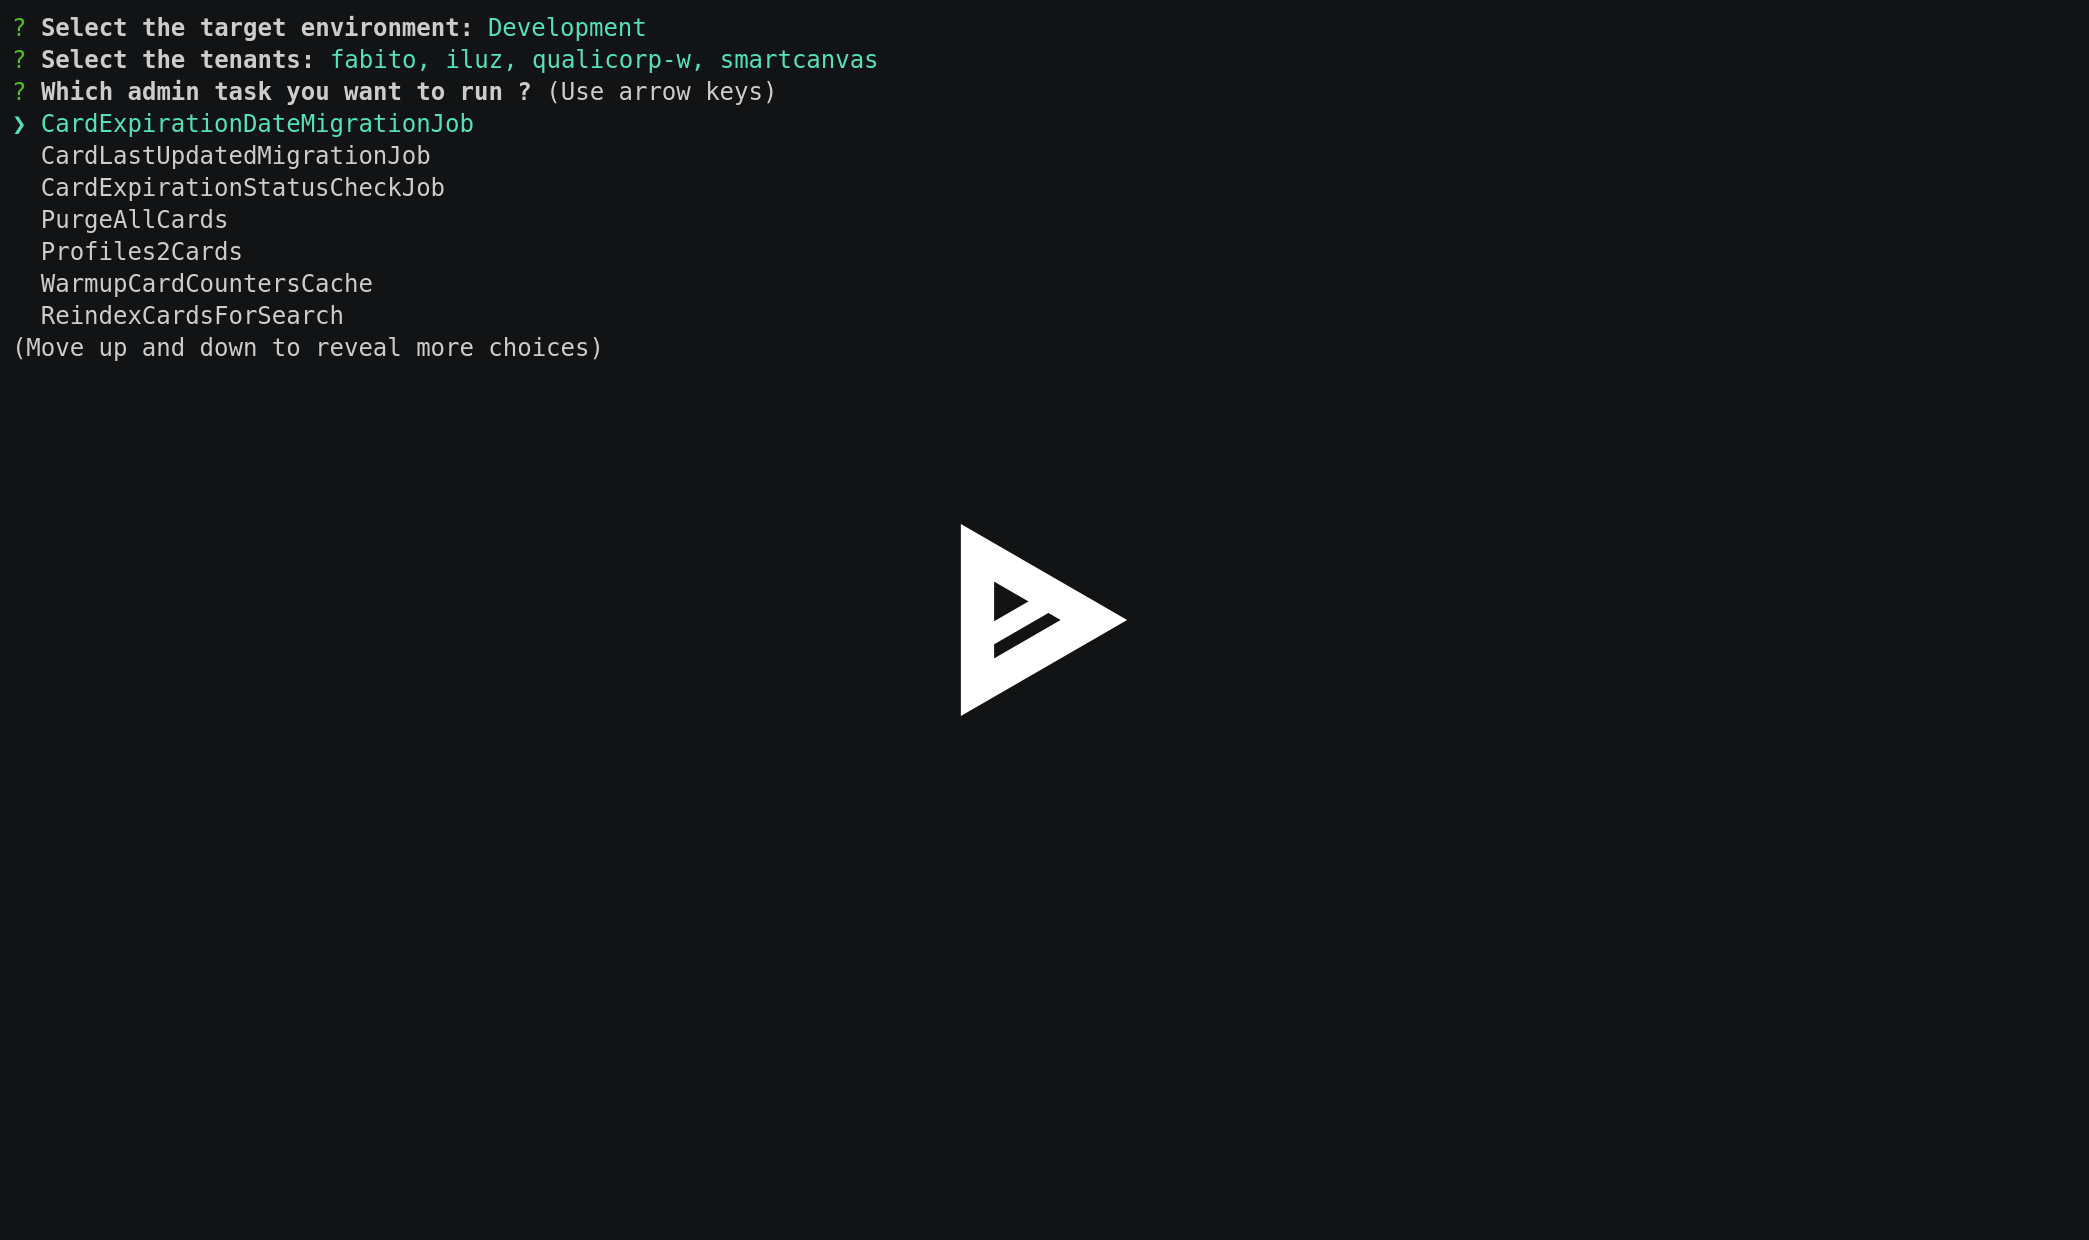 ? Select the target environment: Development
? Select the tenants: fabito, iluz, qualicorp-w, smartcanvas
? Which admin task you want to run ? (Use arrow keys)
❯ CardExpirationDateMigrationJob
  CardLastUpdatedMigrationJob
  CardExpirationStatusCheckJob
  PurgeAllCards
  Profiles2Cards
  WarmupCardCountersCache
  ReindexCardsForSearch
(Move up and down to reveal more choices)